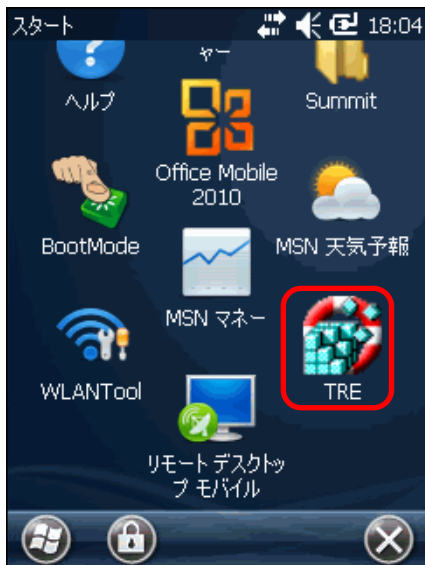 スタート 18:04
ャー
ヘルプ
Summit
Office Mobile
2010
BootMode
MSN 天気予報
MSN マネー
WLANTool
TRE
リモート デスクトッ
プ モバイル